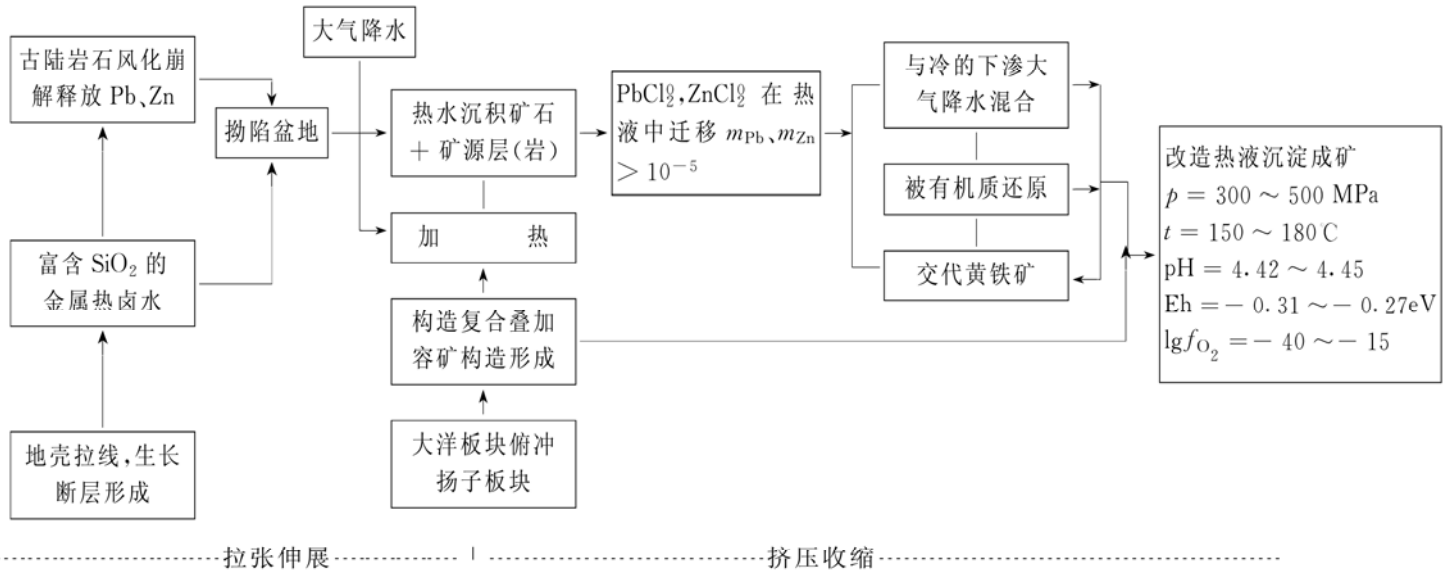 大气降水
古陆岩石风化崩
解释放 Pb、Zn
拗陷盆地
热水沉积矿石
+ 矿源层(岩)
PbCl₂⁰,ZnCl₂⁰ 在热
液中迁移 mPb、mZn
> 10⁻⁵
与冷的下渗大
气降水混合
被有机质还原
交代黄铁矿
改造热液沉淀成矿
p = 300 ~ 500 MPa
t = 150 ~ 180℃
pH = 4.42 ~ 4.45
Eh = − 0.31 ~ − 0.27eV
lgfO₂ = − 40 ~ − 15
加 热
富含 SiO₂ 的
金属热卤水
构造复合叠加
容矿构造形成
地壳拉线,生长
断层形成
大洋板块俯冲
扬子板块
拉张伸展
挤压收缩